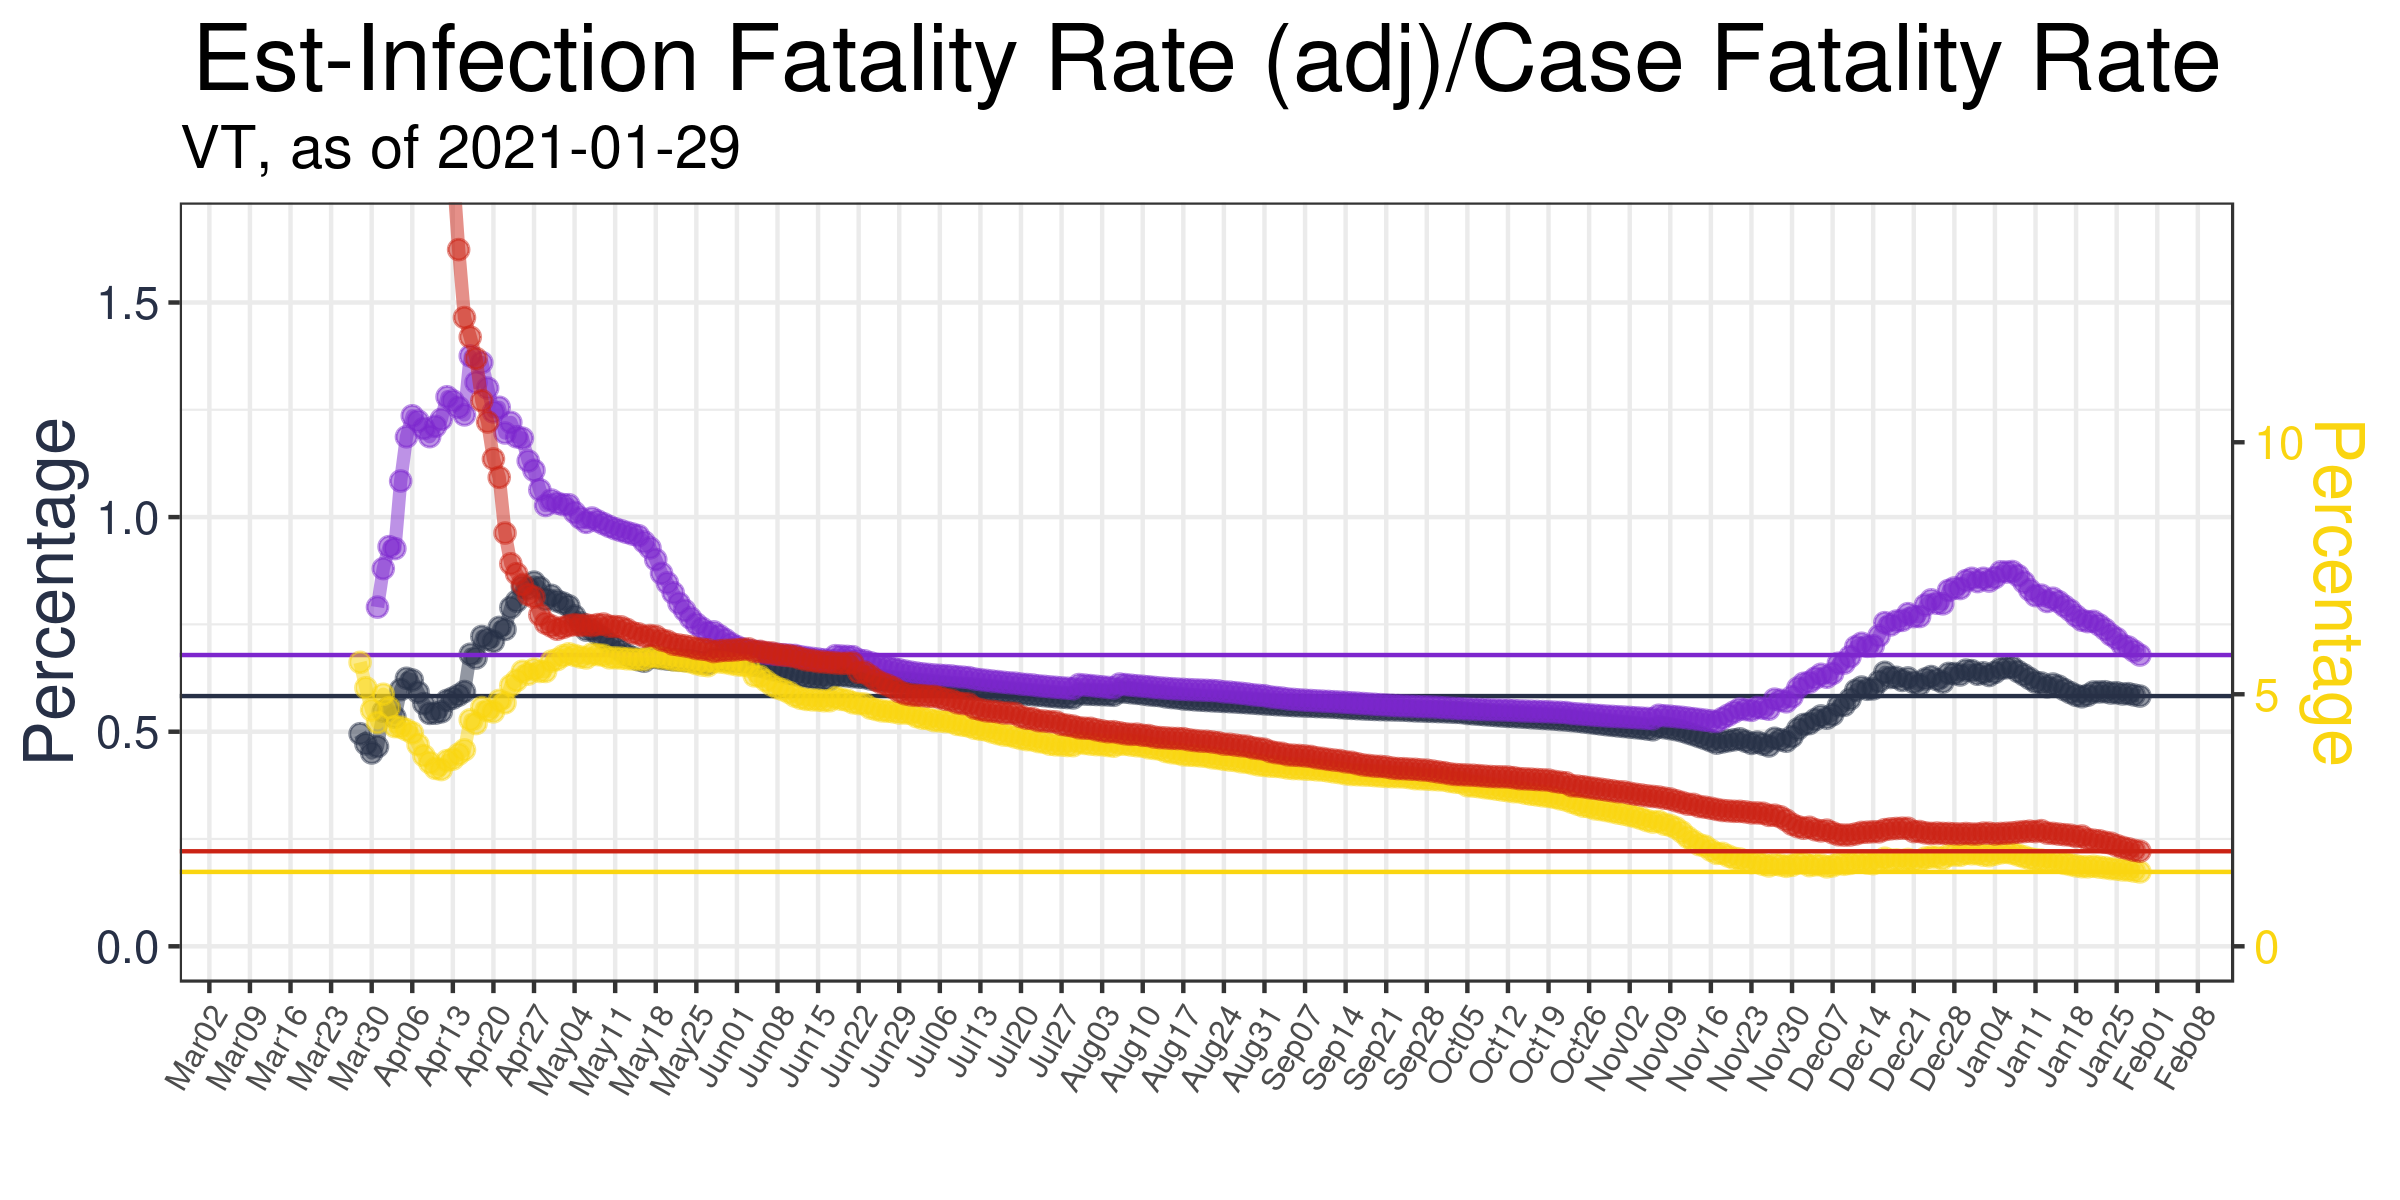 Est-Infection Fatality Rate (adj)/Case Fatality Rate
VT, as of 2021-01-29
Percentage
1.5
1.0
0.5
0.0
10
5
0
Percentage
Mar02
Mar09
Mar16
Mar23
Mar30
Apr06
Apr13
Apr20
Apr27
May04
May11
May18
May25
Jun01
Jun08
Jun15
Jun22
Jun29
Jul06
Jul13
Jul20
Jul27
Aug03
Aug10
Aug17
Aug24
Aug31
Sep07
Sep14
Sep21
Sep28
Oct05
Oct12
Oct19
Oct26
Nov02
Nov09
Nov16
Nov23
Nov30
Dec07
Dec14
Dec21
Dec28
Jan04
Jan11
Jan18
Jan25
Feb01
Feb08